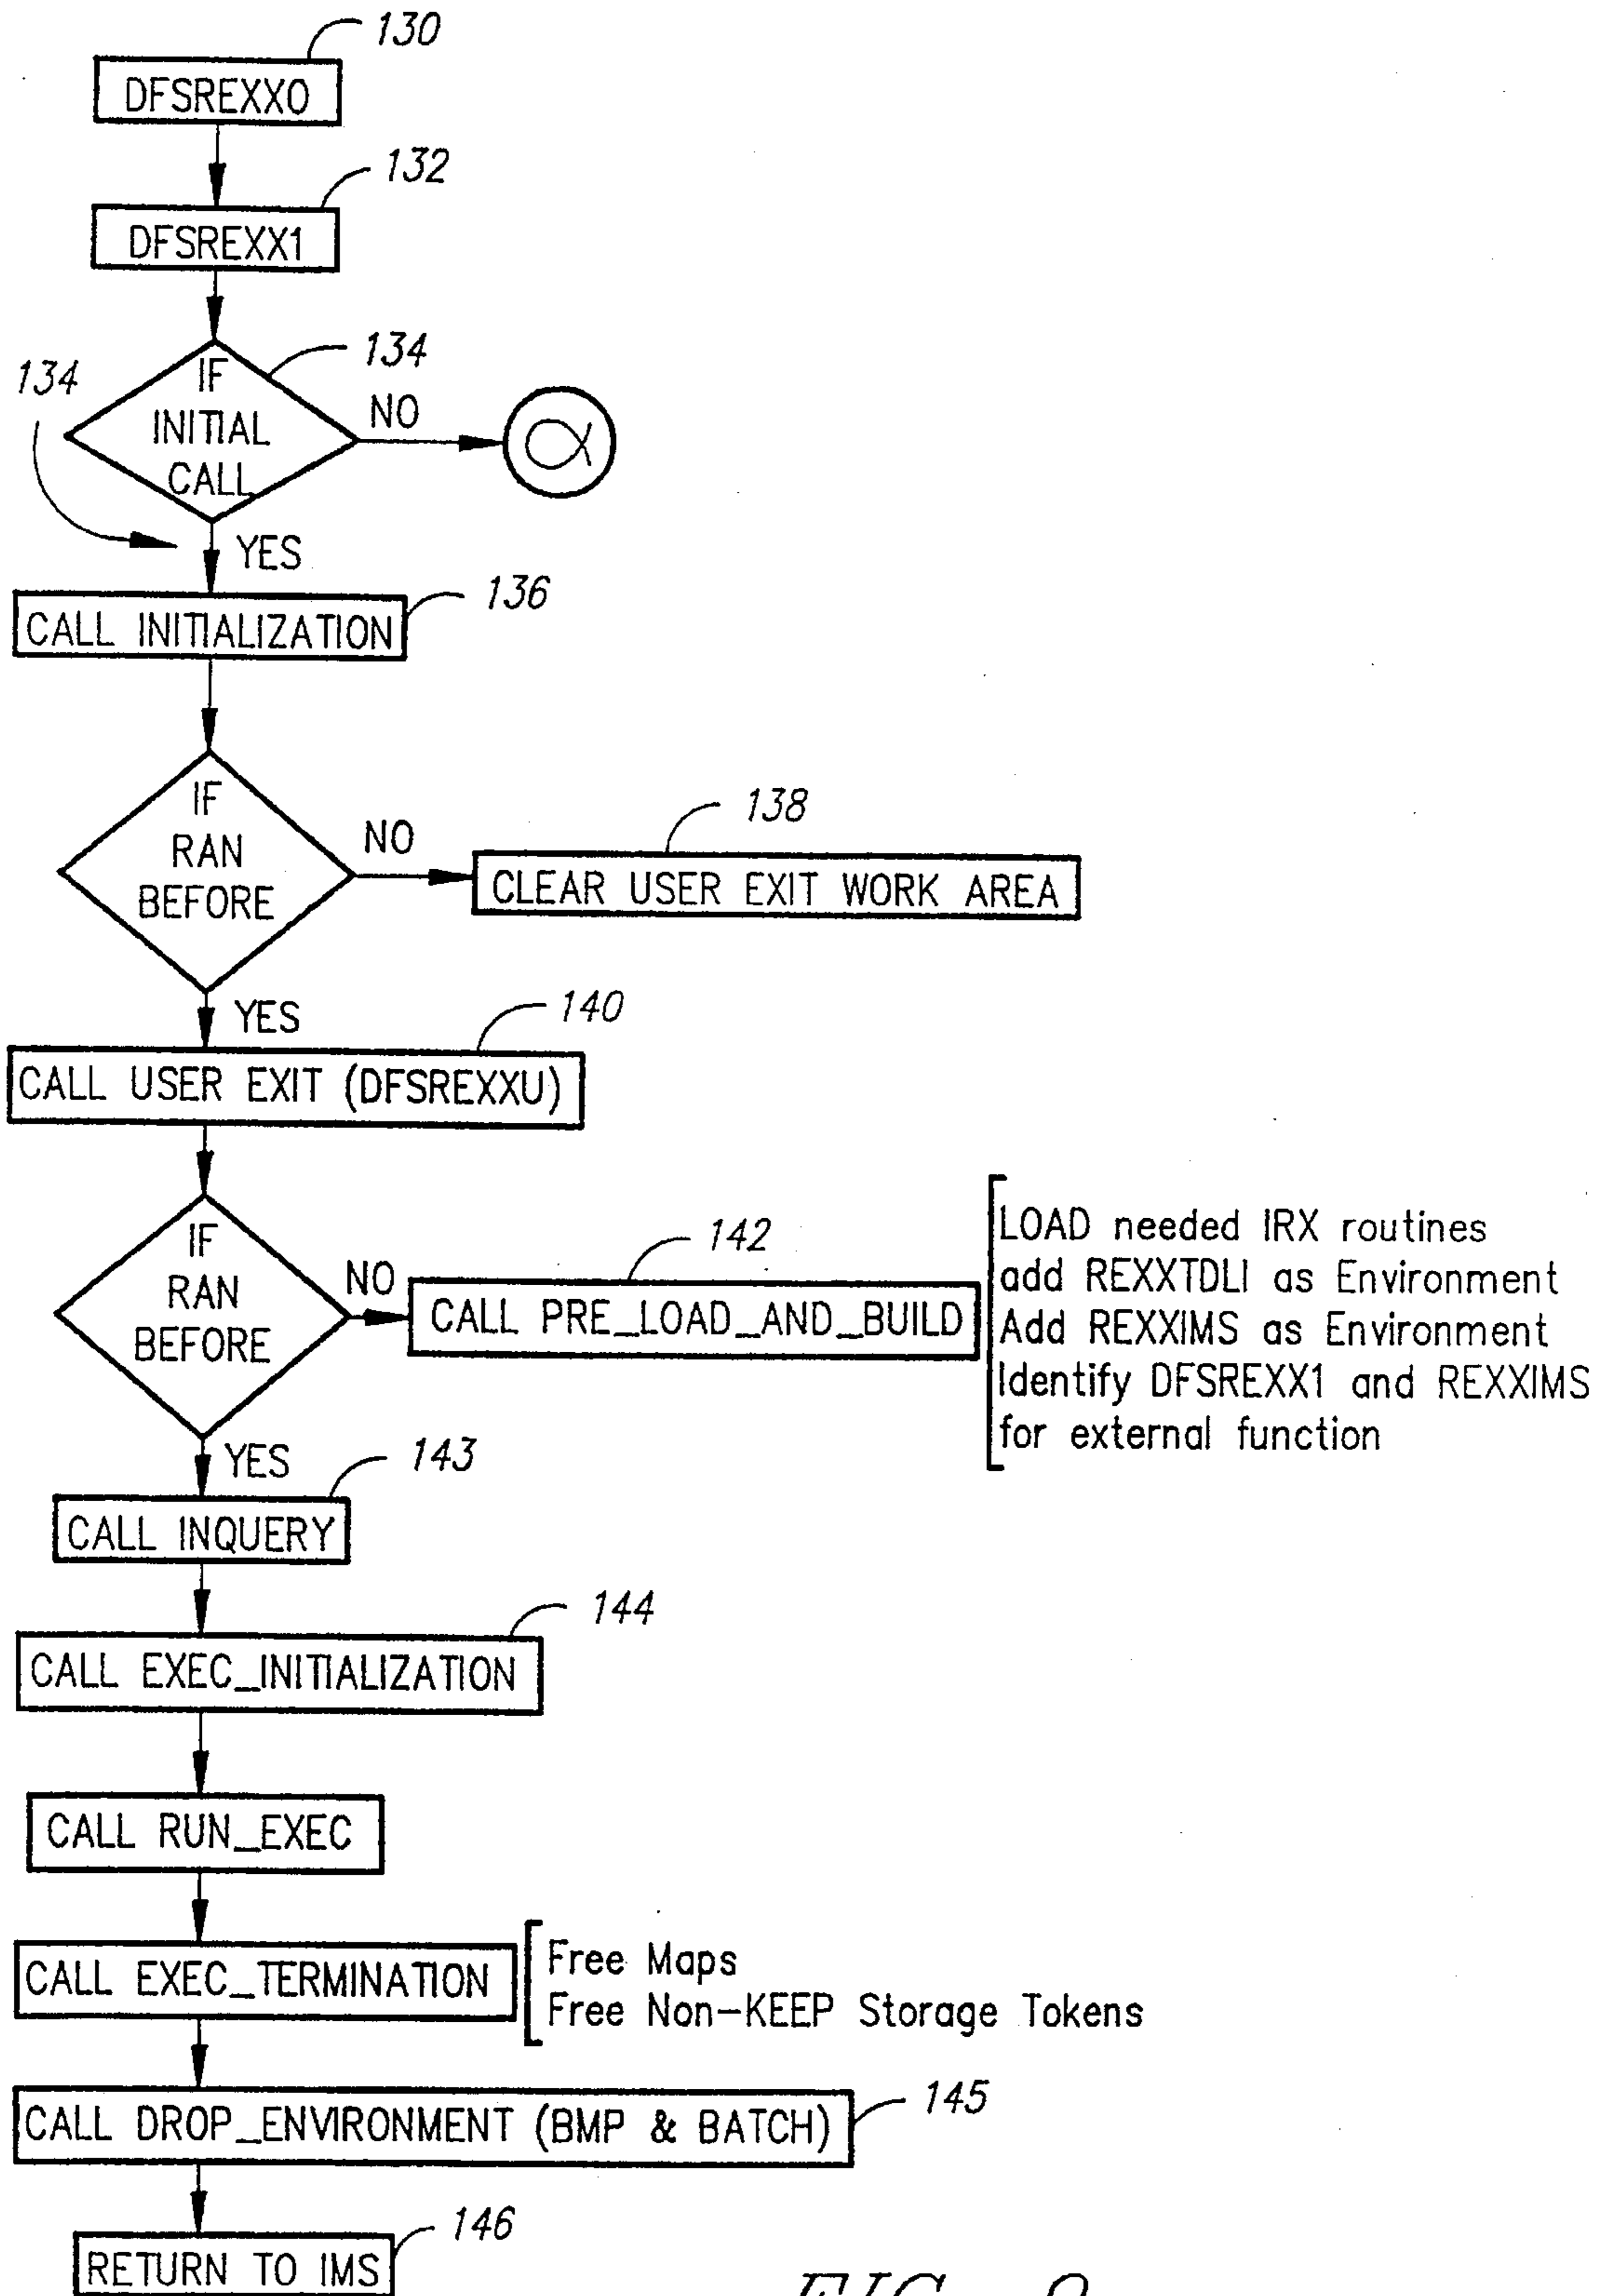 130
DFSREXX0
132
DFSREXX1
134
134
IF
INITIAL
CALL
NO
α
YES
136
CALL INITIALIZATION
IF
RAN
BEFORE
NO
138
CLEAR USER EXIT WORK AREA
YES
140
CALL USER EXIT (DFSREXXU)
IF
RAN
BEFORE
NO
142
CALL PRE_LOAD_AND_BUILD
LOAD needed IRX routines
add REXXTDLI as Environment
Add REXXIMS as Environment
Identify DFSREXX1 and REXXIMS
for external function
YES
143
CALL INQUERY
144
CALL EXEC_INITIALIZATION
CALL RUN_EXEC
CALL EXEC_TERMINATION
Free Maps
Free Non-KEEP Storage Tokens
145
CALL DROP_ENVIRONMENT (BMP & BATCH)
146
RETURN TO IMS